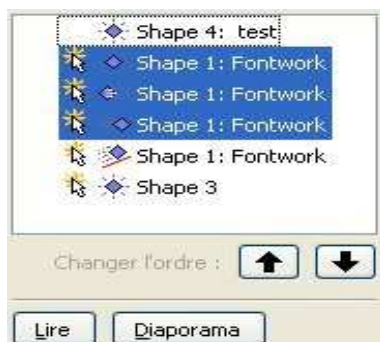 Shape 4: test
Shape 1: Fontwork
Shape 1: Fontwork
Shape 1: Fontwork
Shape 1: Fontwork
Shape 3
Changer l'ordre :
Lire Diaporama